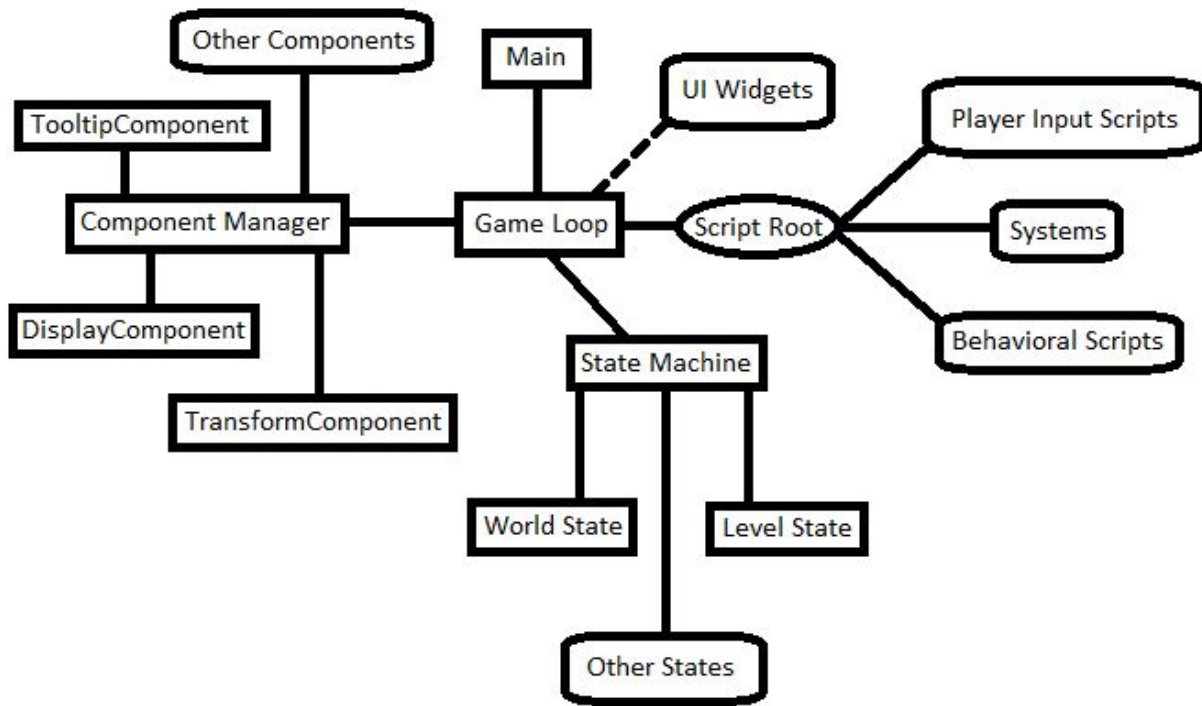 Other Components
Main
UI Widgets
TooltipComponent
Player Input Scripts
Component Manager
Game Loop
Script Root
Systems
DisplayComponent
Behavioral Scripts
State Machine
TransformComponent
World State
Level State
Other States